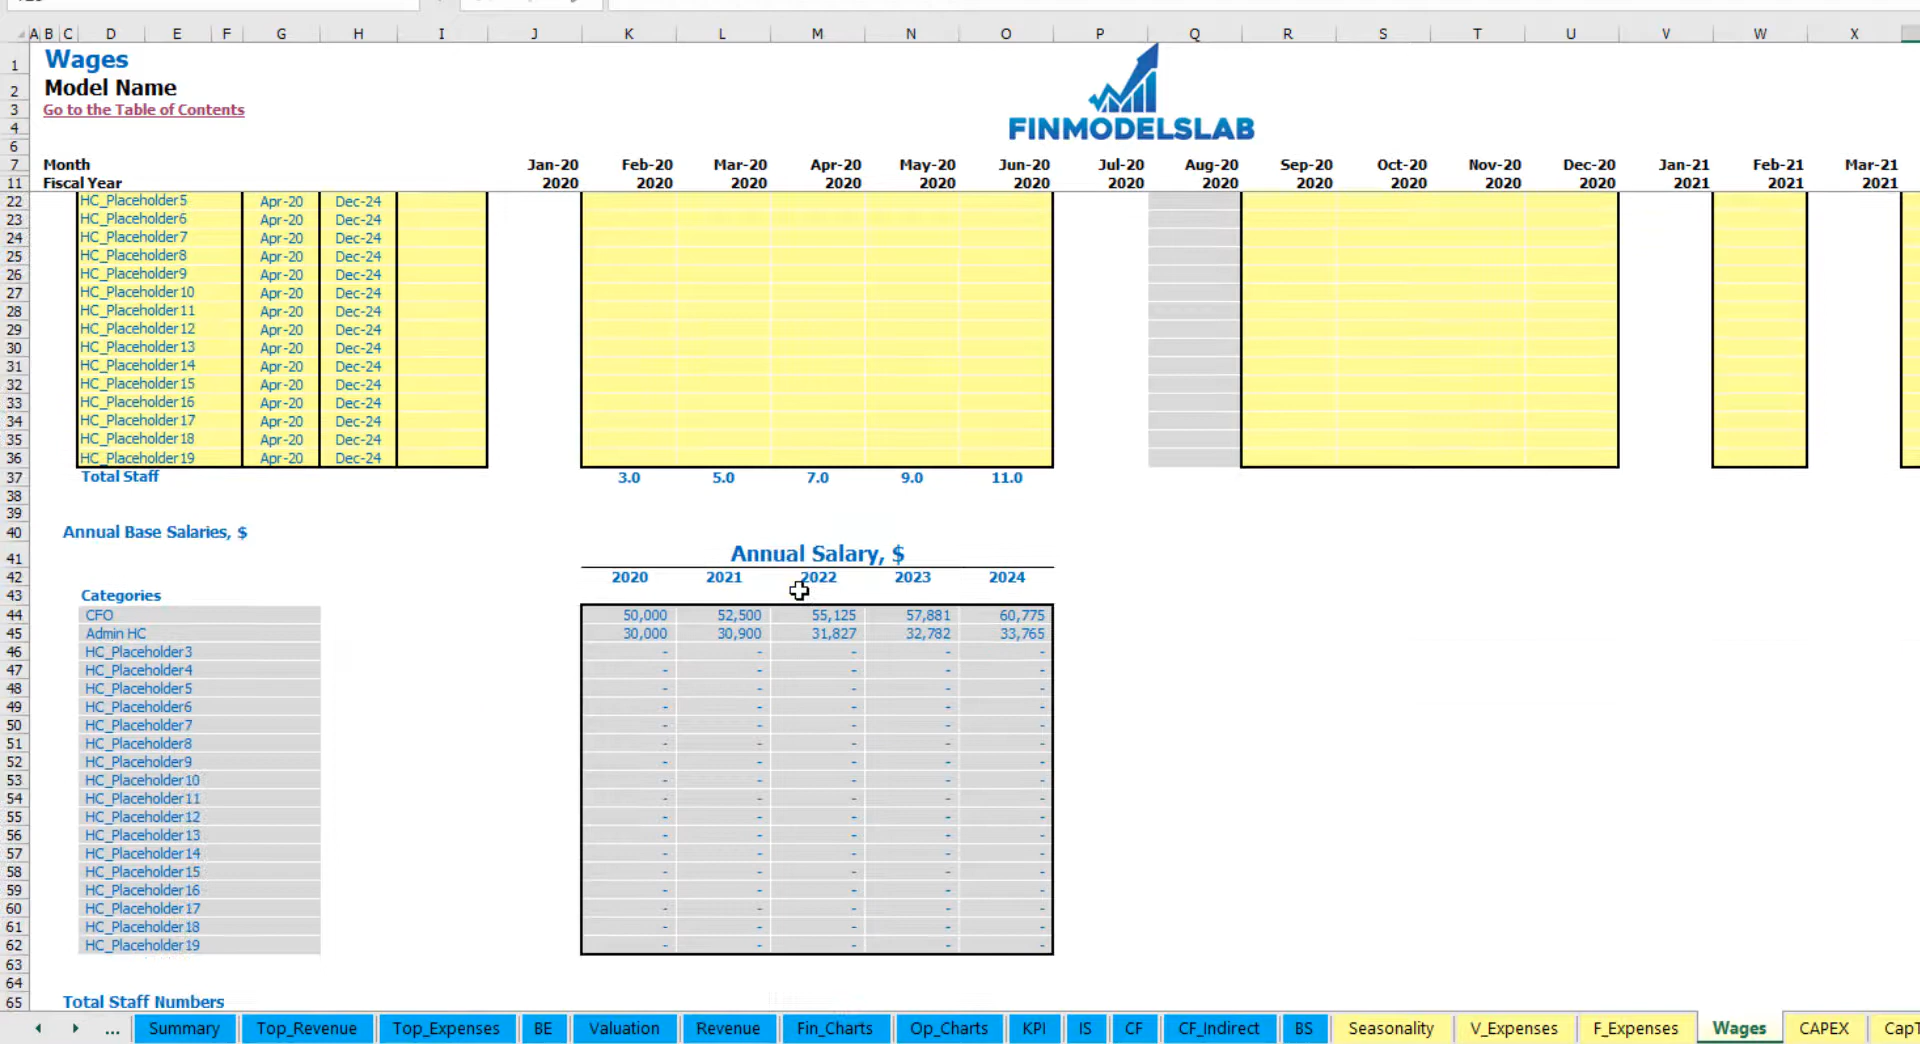 A B C D E F G H I J K L M N O P Q R S T U V W X
1 Wages
2 Model Name
3 Go to the Table of Contents
4
FINMODELSLAB
6
7 Month Jan-20 Feb-20 Mar-20 Apr-20 May-20 Jun-20 Jul-20 Aug-20 Sep-20 Oct-20 Nov-20 Dec-20 Jan-21 Feb-21 Mar-21
11 Fiscal Year 2020 2020 2020 2020 2020 2020 2020 2020 2020 2020 2020 2020 2021 2021 2021
22 HC_Placeholder5 Apr-20 Dec-24
23 HC_Placeholder6 Apr-20 Dec-24
24 HC_Placeholder7 Apr-20 Dec-24
25 HC_Placeholder8 Apr-20 Dec-24
26 HC_Placeholder9 Apr-20 Dec-24
27 HC_Placeholder10 Apr-20 Dec-24
28 HC_Placeholder11 Apr-20 Dec-24
29 HC_Placeholder12 Apr-20 Dec-24
30 HC_Placeholder13 Apr-20 Dec-24
31 HC_Placeholder14 Apr-20 Dec-24
32 HC_Placeholder15 Apr-20 Dec-24
33 HC_Placeholder16 Apr-20 Dec-24
34 HC_Placeholder17 Apr-20 Dec-24
35 HC_Placeholder18 Apr-20 Dec-24
36 HC_Placeholder19 Apr-20 Dec-24
37 Total Staff 3.0 5.0 7.0 9.0 11.0
38
39
40 Annual Base Salaries, $
41 Annual Salary, $
42 2020 2021 2022 2023 2024
43 Categories
44 CFO 50,000 52,500 55,125 57,881 60,775
45 Admin HC 30,000 30,900 31,827 32,782 33,765
46 HC_Placeholder3 - - - - -
47 HC_Placeholder4 - - - - -
48 HC_Placeholder5 - - - - -
49 HC_Placeholder6 - - - - -
50 HC_Placeholder7 - - - - -
51 HC_Placeholder8 - - - - -
52 HC_Placeholder9 - - - - -
53 HC_Placeholder10 - - - - -
54 HC_Placeholder11 - - - - -
55 HC_Placeholder12 - - - - -
56 HC_Placeholder13 - - - - -
57 HC_Placeholder14 - - - - -
58 HC_Placeholder15 - - - - -
59 HC_Placeholder16 - - - - -
60 HC_Placeholder17 - - - - -
61 HC_Placeholder18 - - - - -
62 HC_Placeholder19 - - - - -
63
64
65 Total Staff Numbers
... Summary Top_Revenue Top_Expenses BE Valuation Revenue Fin_Charts Op_Charts KPI IS CF CF_Indirect BS Seasonality V_Expenses F_Expenses Wages CAPEX CapT